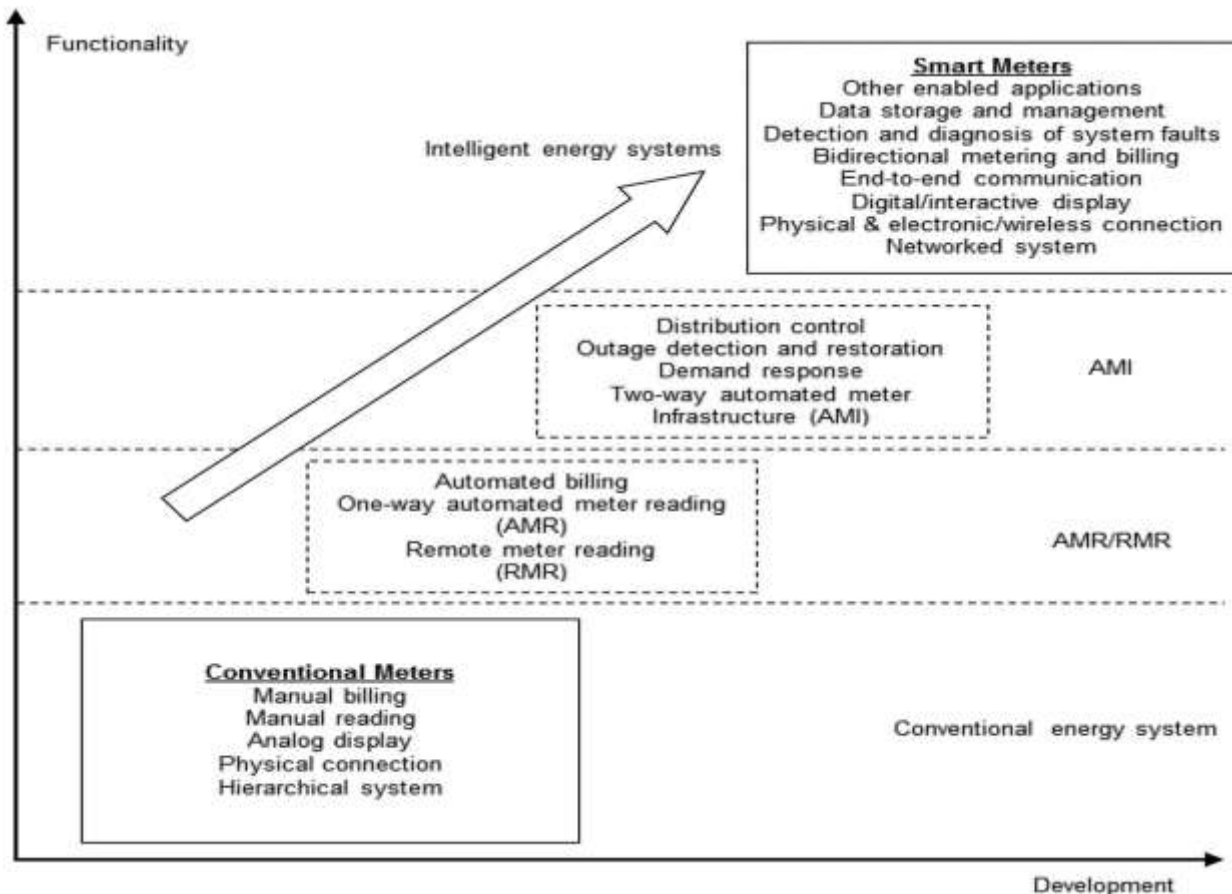 Functionality
Smart Meters
Other enabled applications
Data storage and management
Detection and diagnosis of system faults
Bidirectional metering and billing
End-to-end communication
Digital/interactive display
Physical & electronic/wireless connection
Networked system
Intelligent energy systems
Distribution control
Outage detection and restoration
Demand response
Two-way automated meter
Infrastructure (AMI)
AMI
Automated billing
One-way automated meter reading
(AMR)
Remote meter reading
(RMR)
AMR/RMR
Conventional Meters
Manual billing
Manual reading
Analog display
Physical connection
Hierarchical system
Conventional energy system
Development